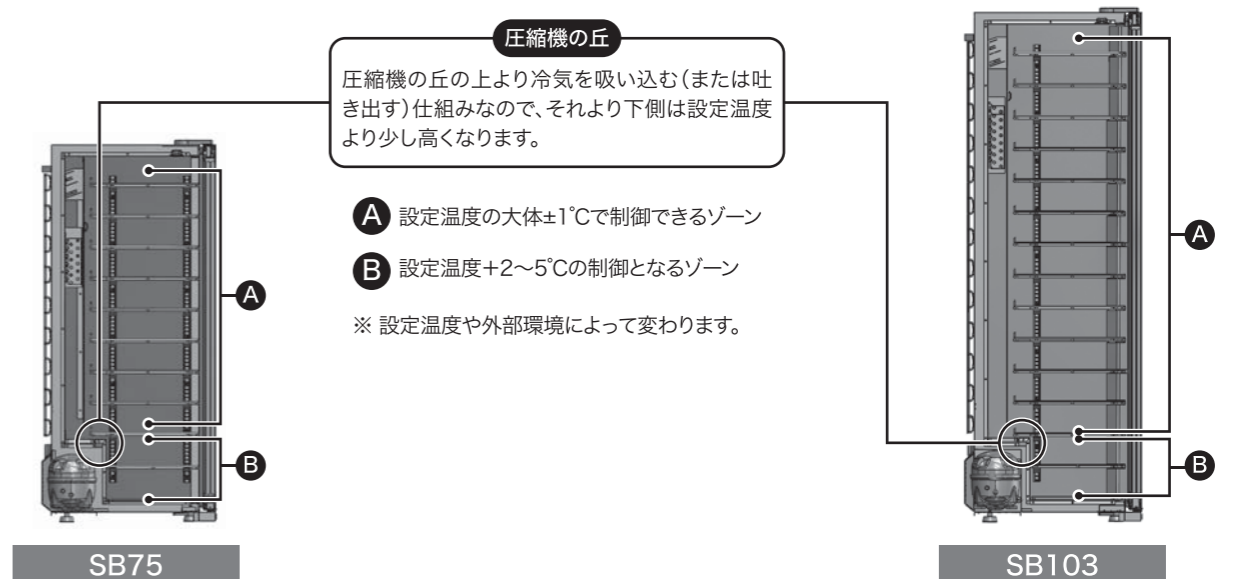 圧縮機の丘
圧縮機の丘の上より冷気を吸い込む(または吐
き出す)仕組みなので、それより下側は設定温度
より少し高くなります。
A 設定温度の大体±1℃で制御できるゾーン
B 設定温度+2〜5℃の制御となるゾーン
※ 設定温度や外部環境によって変わります。
A
B
SB75
A
B
SB103